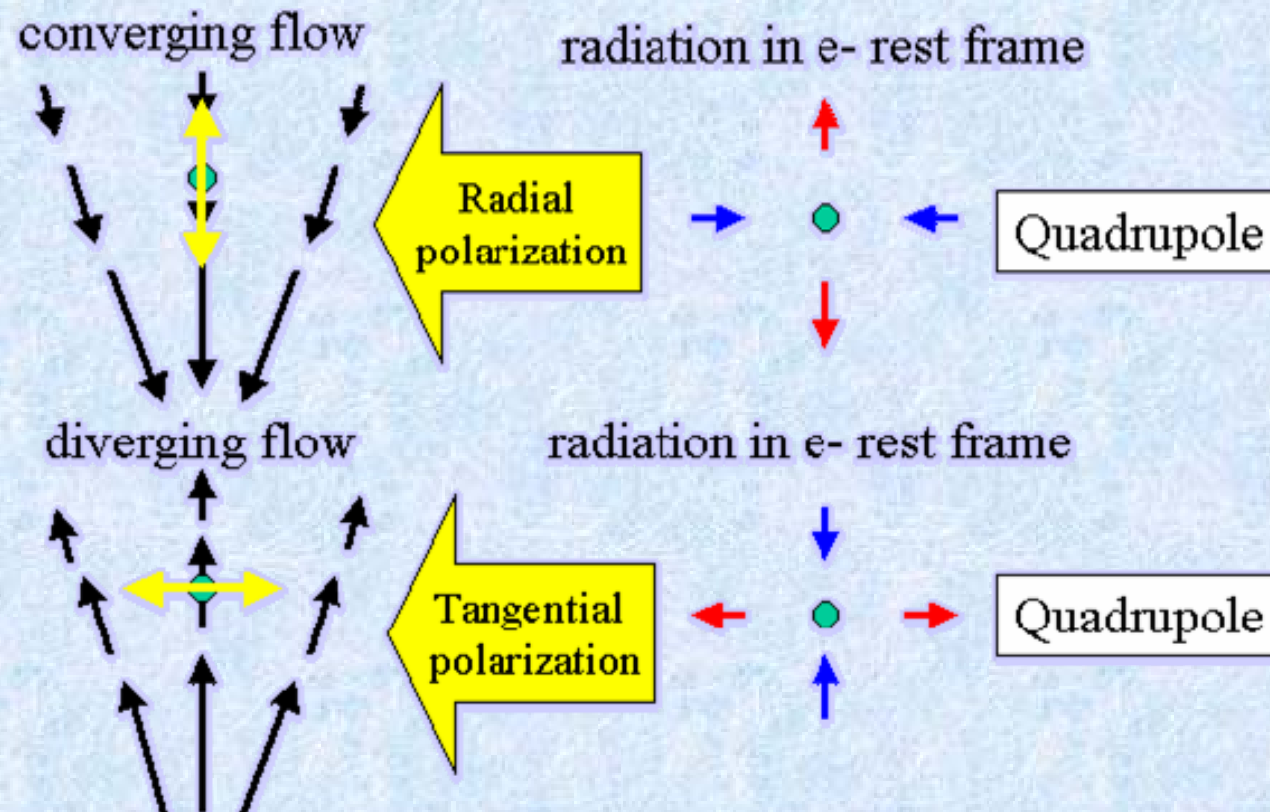 converging flow
radiation in e- rest frame
Radial
polarization
Quadrupole
diverging flow
radiation in e- rest frame
Tangential
polarization
Quadrupole